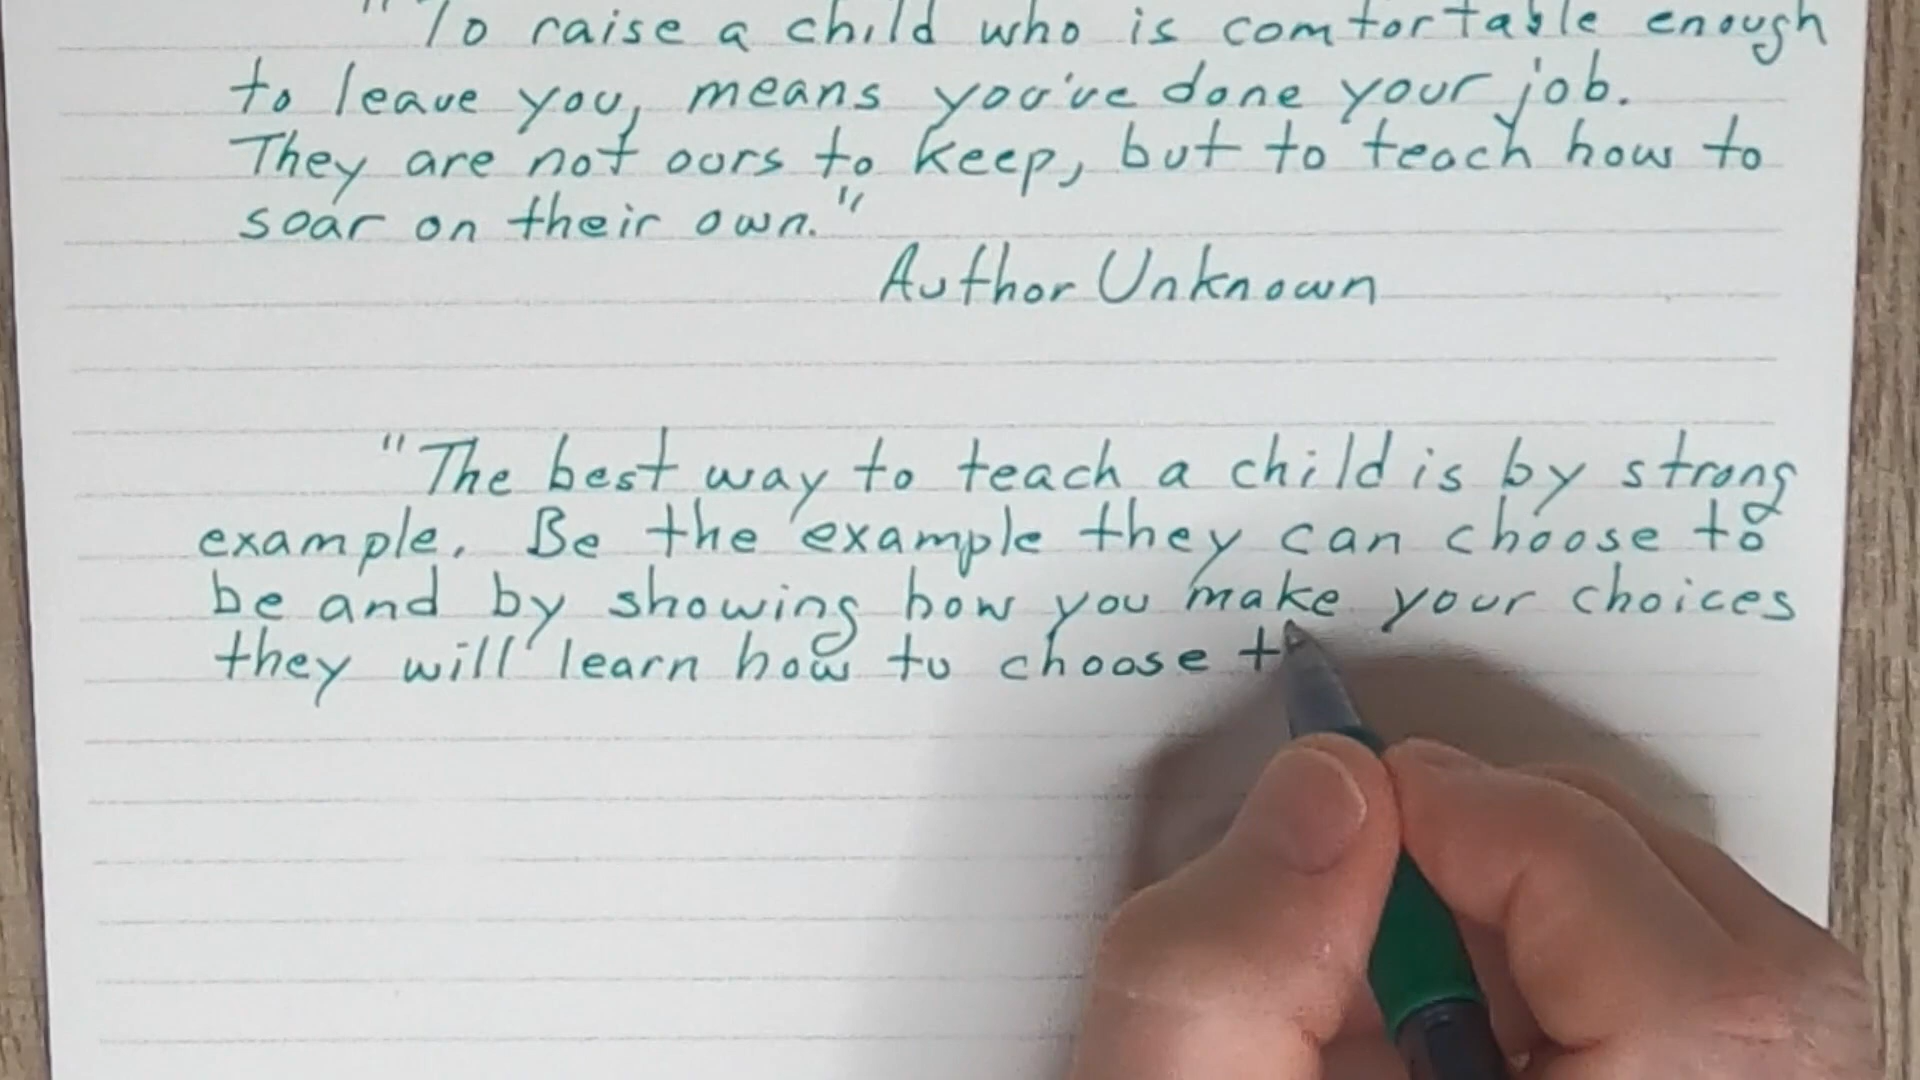 "To raise a child who is comfortable enough
to leave you, means you've done your job.
They are not ours to keep, but to teach how to
soar on their own."
Author Unknown
"The best way to teach a child is by strong
example. Be the example they can choose to
be and by showing how you make your choices
they will learn how to choose t